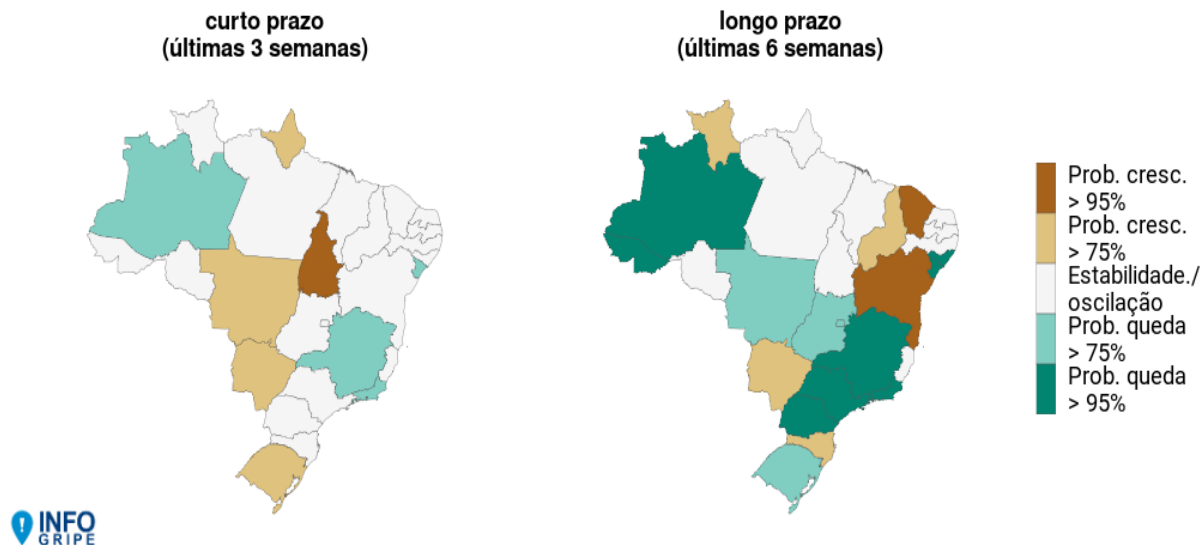 curto prazo
(últimas 3 semanas)
longo prazo
(últimas 6 semanas)
Prob. cresc.
> 95%
Prob. cresc.
> 75%
Estabilidade./
oscilação
Prob. queda
> 75%
Prob. queda
> 95%
INFO
GRIPE